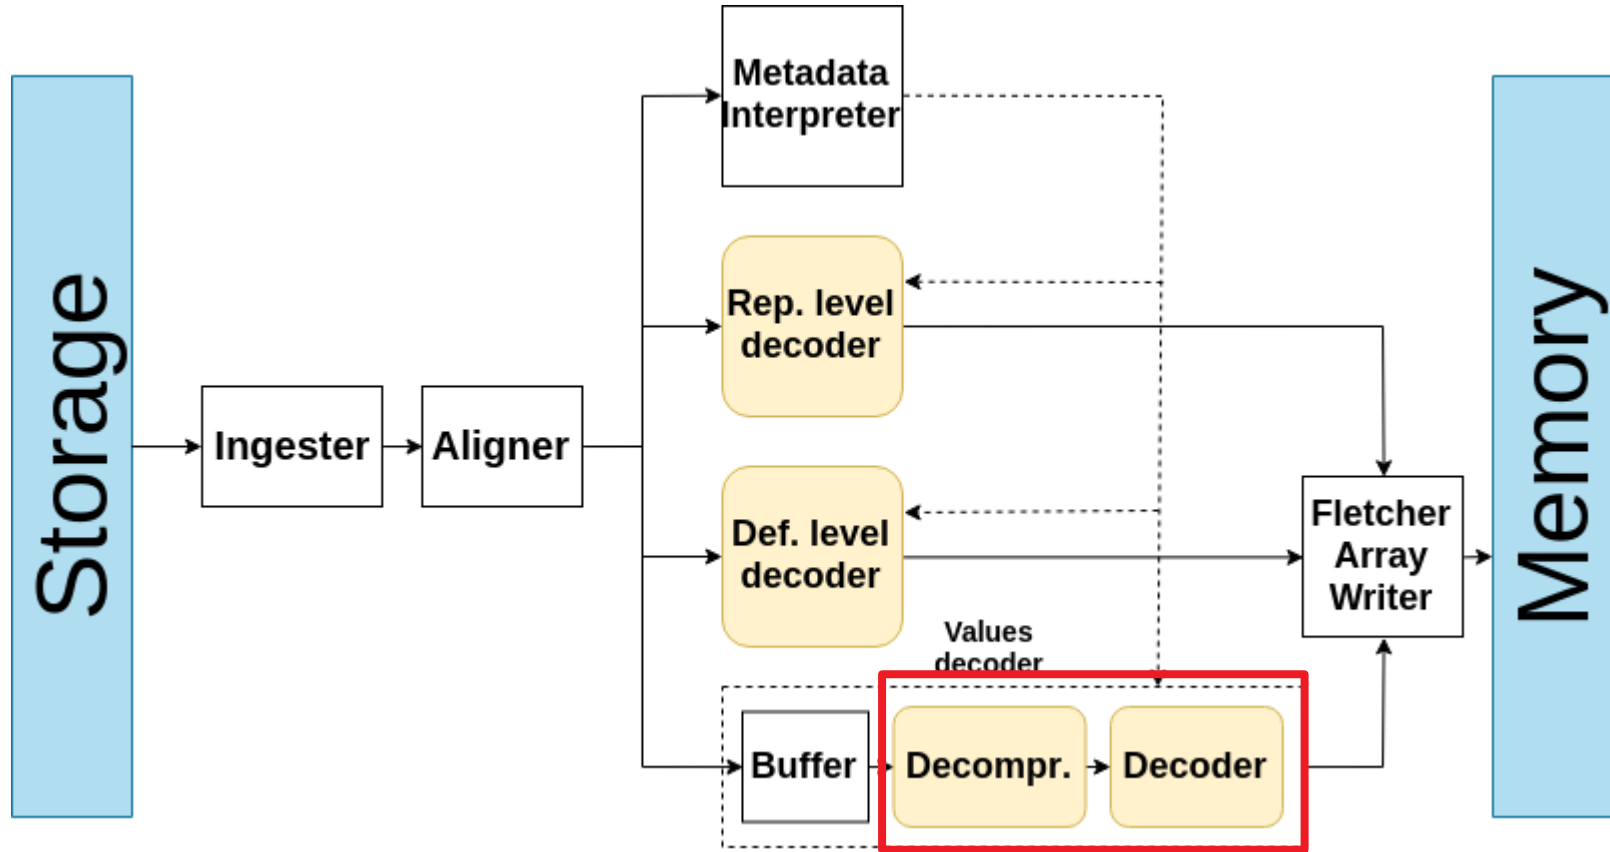 Storage
Ingester
Aligner
Metadata
Interpreter
Rep. level
decoder
Def. level
decoder
Values
decoder
Buffer
Decompr.
Decoder
Fletcher
Array
Writer
Memory